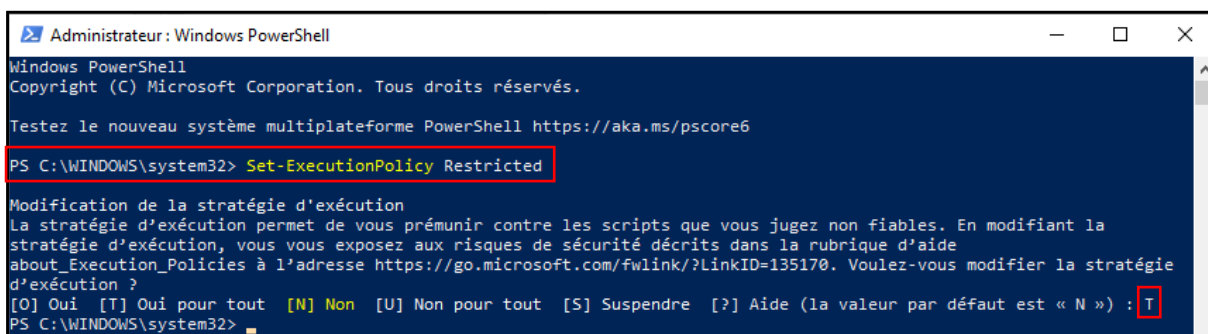 Administrateur : Windows PowerShell
Windows PowerShell
Copyright (C) Microsoft Corporation. Tous droits réservés.
Testez le nouveau système multiplateforme PowerShell https://aka.ms/pscore6
PS C:\WINDOWS\system32> Set-ExecutionPolicy Restricted
Modification de la stratégie d'exécution
La stratégie d’exécution permet de vous prémunir contre les scripts que vous jugez non fiables. En modifiant la
stratégie d’exécution, vous vous exposez aux risques de sécurité décrits dans la rubrique d’aide
about_Execution_Policies à l’adresse https://go.microsoft.com/fwlink/?LinkID=135170. Voulez-vous modifier la stratégie
d’exécution ?
[O] Oui  [T] Oui pour tout  [N] Non  [U] Non pour tout  [S] Suspendre  [?] Aide (la valeur par défaut est « N ») : T
PS C:\WINDOWS\system32>